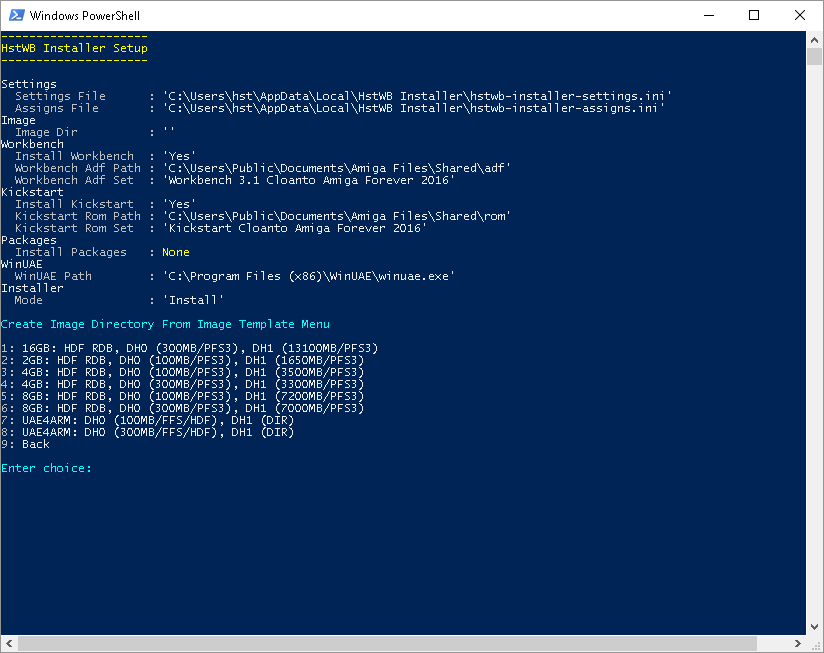 Windows PowerShell
---------------------
HstWB Installer Setup
---------------------
Settings
  Settings File      : 'C:\Users\hst\AppData\Local\HstWB Installer\hstwb-installer-settings.ini'
  Assigns File       : 'C:\Users\hst\AppData\Local\HstWB Installer\hstwb-installer-assigns.ini'
Image
  Image Dir          : ''
Workbench
  Install Workbench  : 'Yes'
  Workbench Adf Path : 'C:\Users\Public\Documents\Amiga Files\Shared\adf'
  Workbench Adf Set  : 'Workbench 3.1 Cloanto Amiga Forever 2016'
Kickstart
  Install Kickstart  : 'Yes'
  Kickstart Rom Path : 'C:\Users\Public\Documents\Amiga Files\Shared\rom'
  Kickstart Rom Set  : 'Kickstart Cloanto Amiga Forever 2016'
Packages
  Install Packages   : None
WinUAE
  WinUAE Path        : 'C:\Program Files (x86)\WinUAE\winuae.exe'
Installer
  Mode               : 'Install'
Create Image Directory From Image Template Menu
1: 16GB: HDF RDB, DH0 (300MB/PFS3), DH1 (13100MB/PFS3)
2: 2GB: HDF RDB, DH0 (100MB/PFS3), DH1 (1650MB/PFS3)
3: 4GB: HDF RDB, DH0 (100MB/PFS3), DH1 (3500MB/PFS3)
4: 4GB: HDF RDB, DH0 (300MB/PFS3), DH1 (3300MB/PFS3)
5: 8GB: HDF RDB, DH0 (100MB/PFS3), DH1 (7200MB/PFS3)
6: 8GB: HDF RDB, DH0 (300MB/PFS3), DH1 (7000MB/PFS3)
7: UAE4ARM: DH0 (100MB/FFS/HDF), DH1 (DIR)
8: UAE4ARM: DH0 (300MB/FFS/HDF), DH1 (DIR)
9: Back
Enter choice: